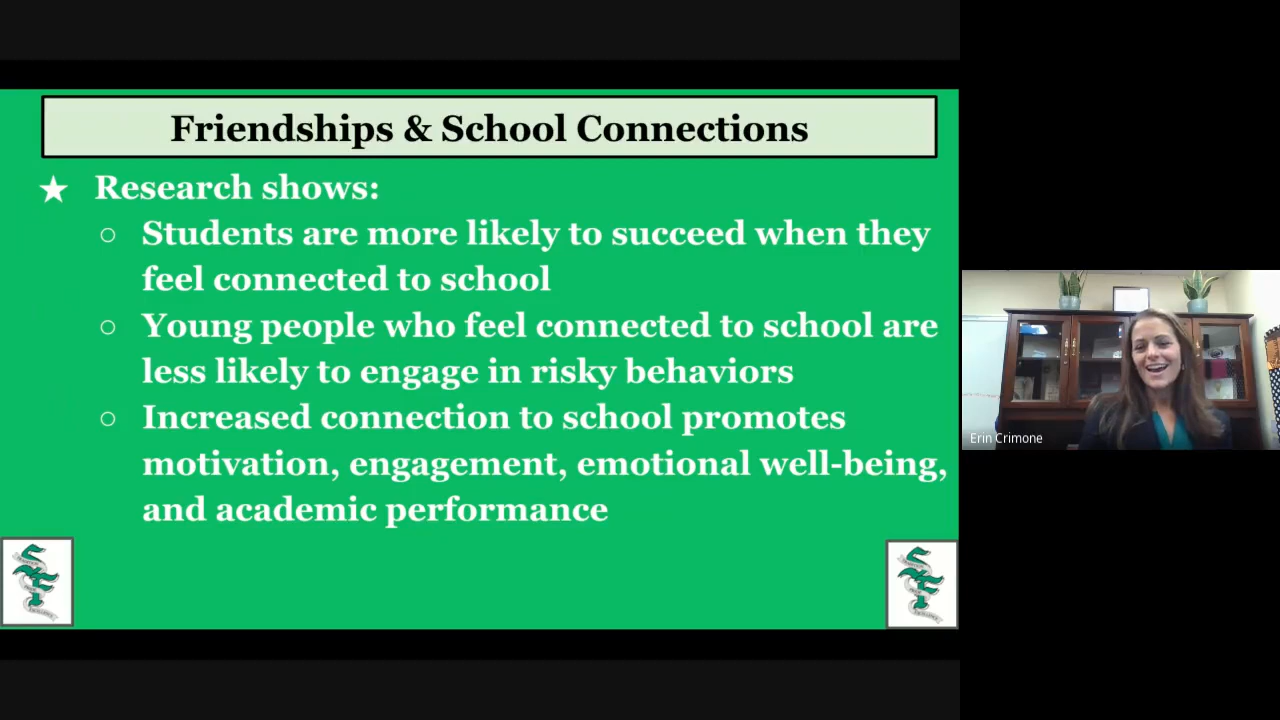 Friendships & School Connections
★ Research shows:
○ Students are more likely to succeed when they
feel connected to school
○ Young people who feel connected to school are
less likely to engage in risky behaviors
○ Increased connection to school promotes
motivation, engagement, emotional well-being,
and academic performance
Erin Crimone